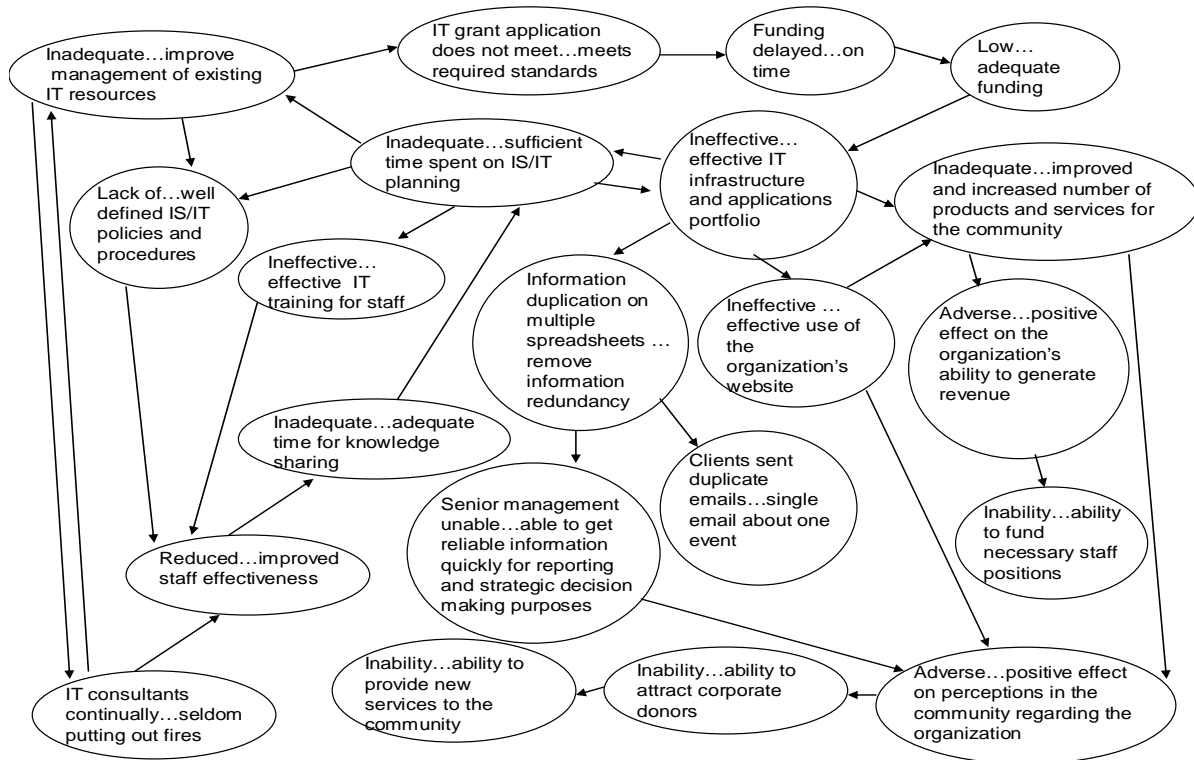 Inadequate…improve
management of existing
IT resources
IT grant application
does not meet…meets
required standards
Funding
delayed…on
time
Low…
adequate
funding
Inadequate…sufficient
time spent on IS/IT
planning
Ineffective…
effective IT
infrastructure
and applications
portfolio
Inadequate…improved
and increased number of
products and services for
the community
Lack of…well
defined IS/IT
policies and
procedures
Ineffective…
effective IT
training for staff
Information
duplication on
multiple
spreadsheets …
remove
information
redundancy
Ineffective …
effective use of
the
organization's
website
Adverse…positive
effect on the
organization's
ability to generate
revenue
Inadequate…adequate
time for knowledge
sharing
Senior management
unable…able to get
reliable information
quickly for reporting
and strategic decision
making purposes
Clients sent
duplicate
emails…single
email about one
event
Inability…ability
to fund
necessary staff
positions
Reduced…improved
staff effectiveness
IT consultants
continually…seldom
putting out fires
Inability…ability to
provide new
services to the
community
Inability…ability to
attract corporate
donors
Adverse…positive effect
on perceptions in the
community regarding the
organization